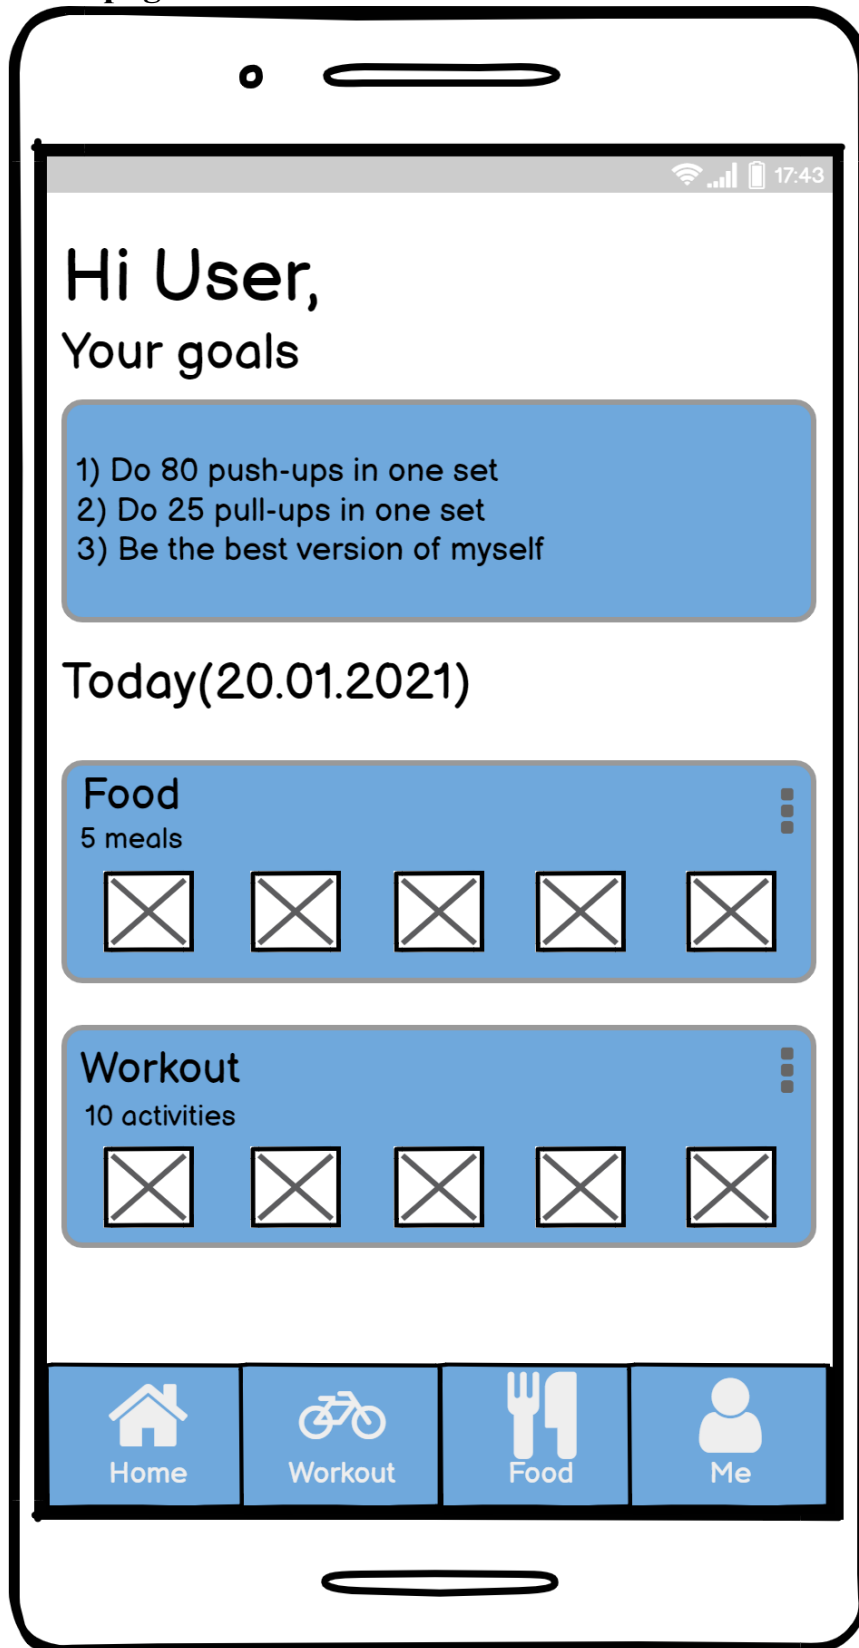 17:43
Hi User,
Your goals
1) Do 80 push-ups in one set
2) Do 25 pull-ups in one set
3) Be the best version of myself
Today(20.01.2021)
Food
5 meals
Workout
10 activities
Home Workout Food Me